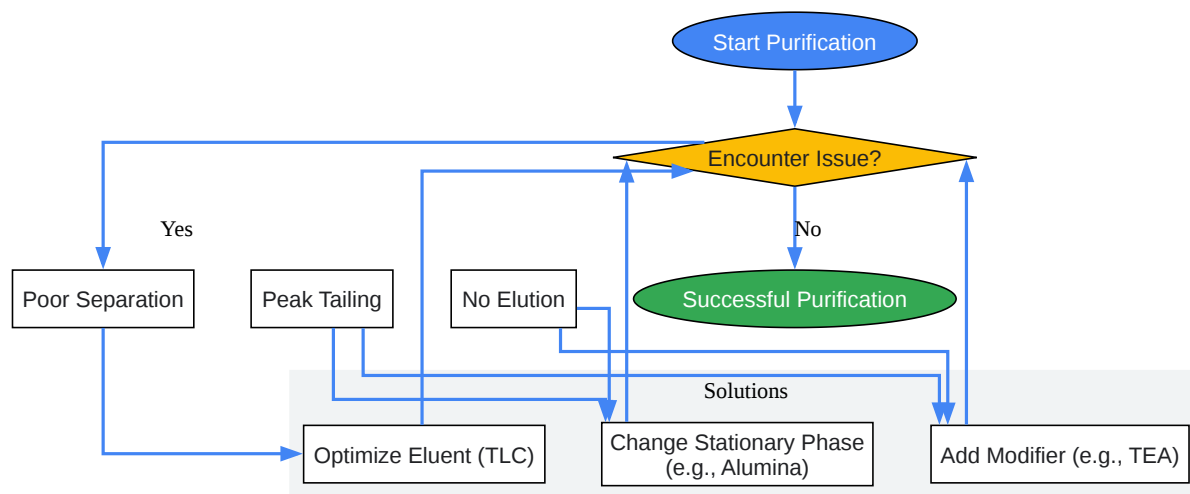 Start Purification
Encounter Issue?
Yes
No
Poor Separation
Peak Tailing
No Elution
Successful Purification
Solutions
Optimize Eluent (TLC)
Change Stationary Phase
(e.g., Alumina)
Add Modifier (e.g., TEA)